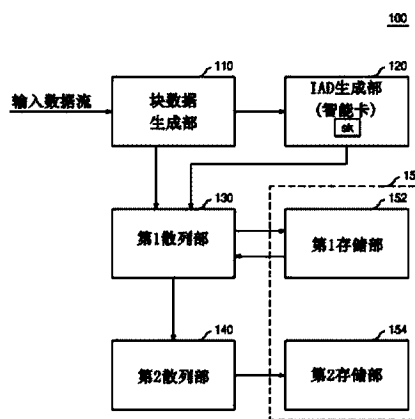 100
110
120
输入数据流
块数据
生成部
IAD生成部
(智能卡)
sk
15
130
152
第1散列部
第1存储部
140
154
第2散列部
第2存储部